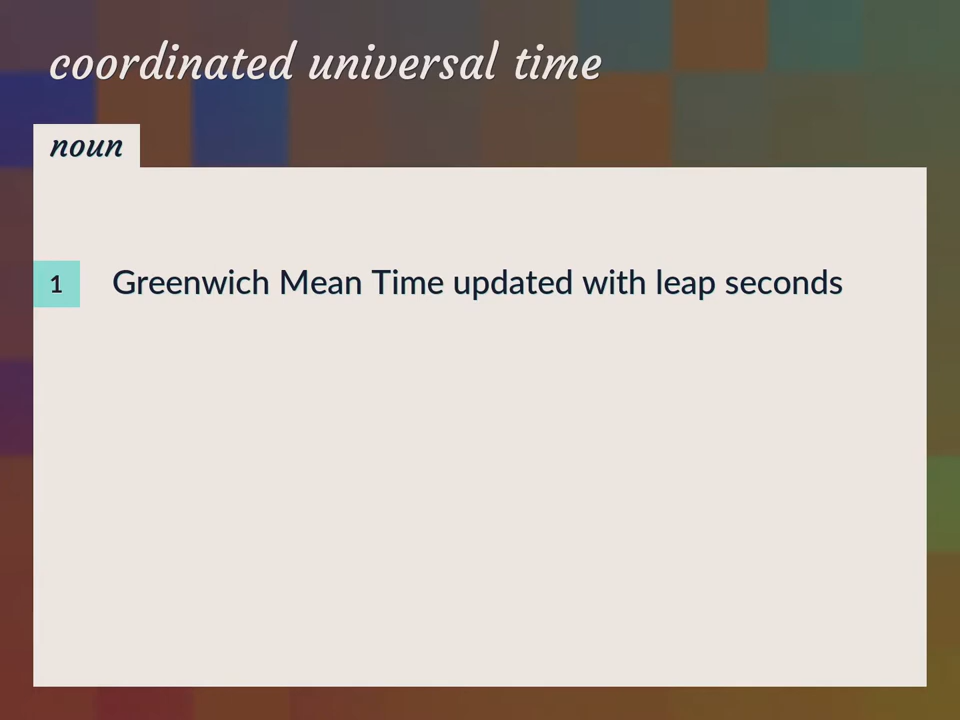 coordinated universal time
noun
1 Greenwich Mean Time updated with leap seconds